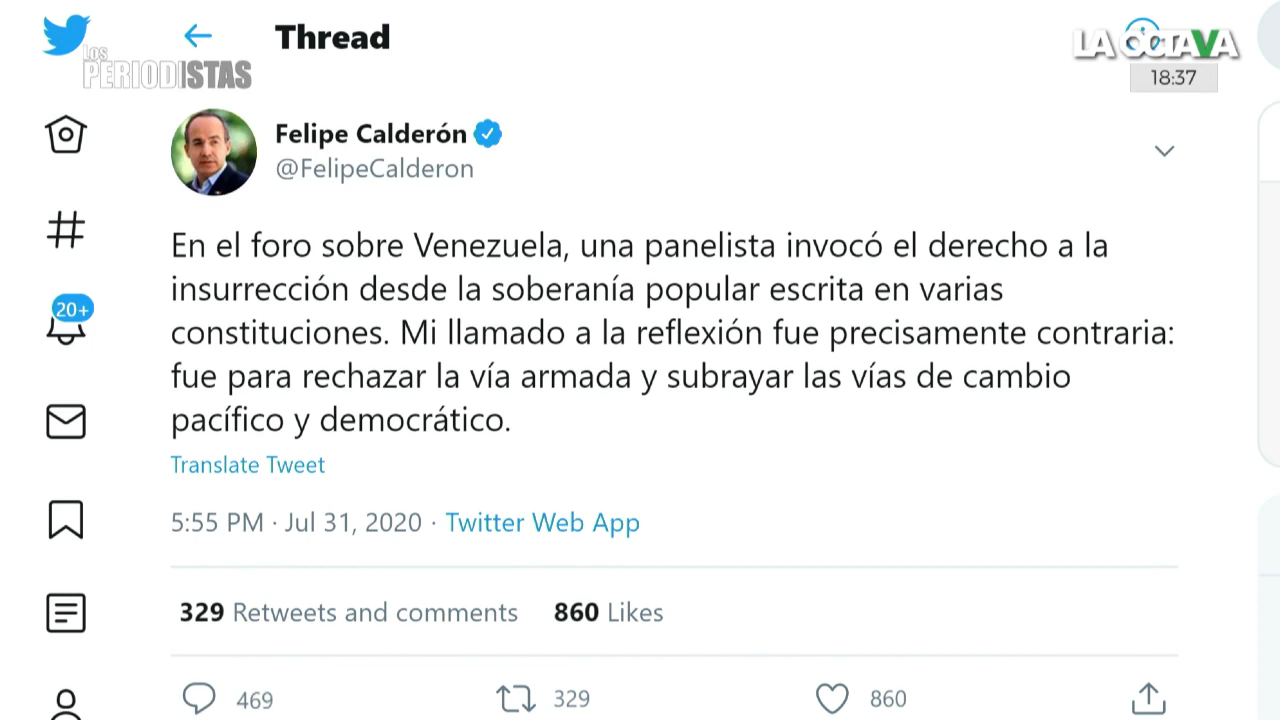 Thread
LOS
PERIODISTAS
LA OCTAVA
18:37
Felipe Calderón
@FelipeCalderon
En el foro sobre Venezuela, una panelista invocó el derecho a la
insurrección desde la soberanía popular escrita en varias
constituciones. Mi llamado a la reflexión fue precisamente contraria:
fue para rechazar la vía armada y subrayar las vías de cambio
pacífico y democrático.
Translate Tweet
5:55 PM · Jul 31, 2020 · Twitter Web App
20+
329 Retweets and comments 860 Likes
469 329 860